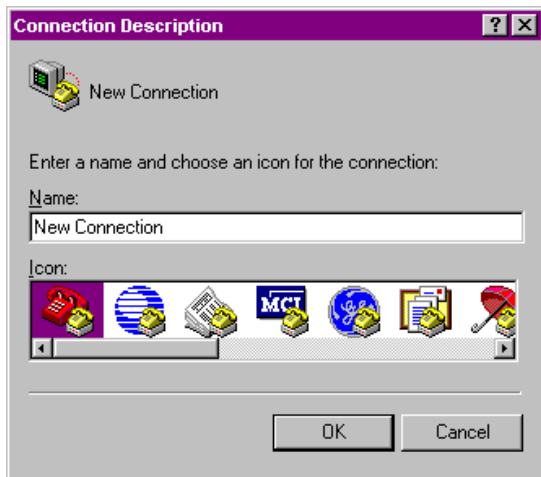 Connection Description
New Connection
Enter a name and choose an icon for the connection:
Name:
New Connection
Icon:
MCI
OK
Cancel